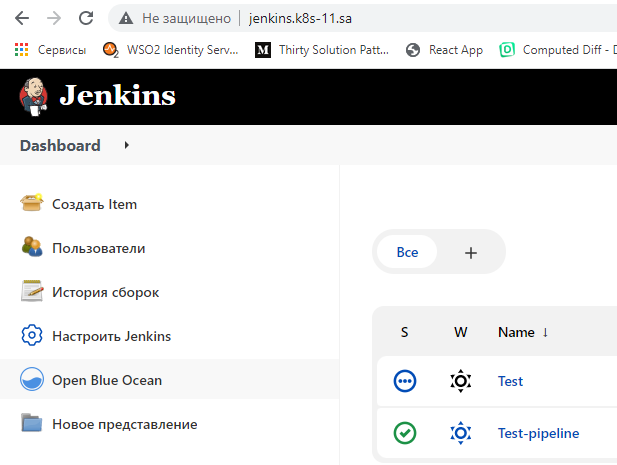 Не защищено | jenkins.k8s-11.sa
Сервисы WSO2 Identity Serv... Thirty Solution Patt... React App Computed Diff - D
Jenkins
Dashboard
Создать Item
Пользователи
История сборок
Настроить Jenkins
Open Blue Ocean
Новое представление
Все +
S W Name ↓
Test
Test-pipeline